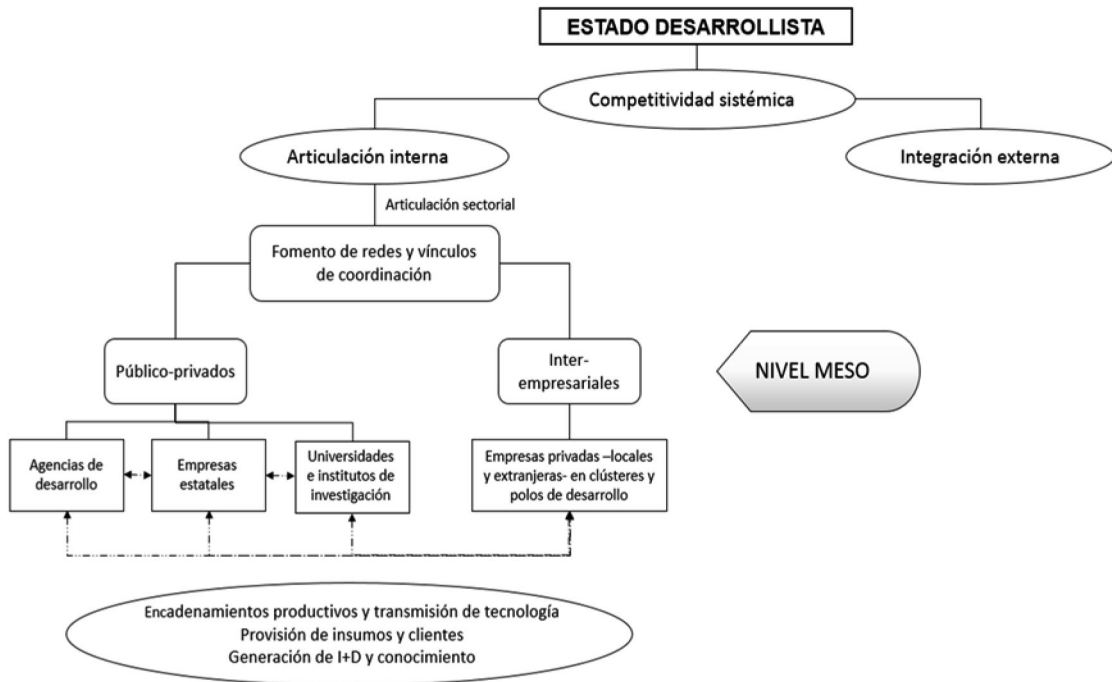 ESTADO DESARROLLISTA
Competitividad sistémica
Articulación interna
Integración externa
Articulación sectorial
Fomento de redes y vínculos
de coordinación
Público-privados
Inter-
empresariales
NIVEL MESO
Agencias de
desarrollo
Empresas
estatales
Universidades
e institutos de
investigación
Empresas privadas –locales
y extranjeras- en clústeres y
polos de desarrollo
Encadenamientos productivos y transmisión de tecnología
Provisión de insumos y clientes
Generación de I+D y conocimiento